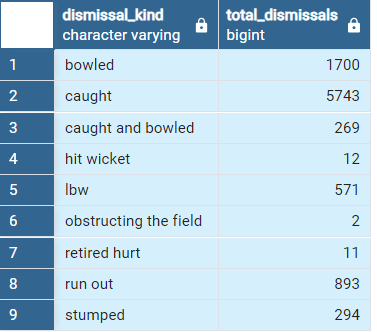 dismissal_kind total_dismissals
character varying bigint
1 bowled 1700
2 caught 5743
3 caught and bowled 269
4 hit wicket 12
5 lbw 571
6 obstructing the field 2
7 retired hurt 11
8 run out 893
9 stumped 294